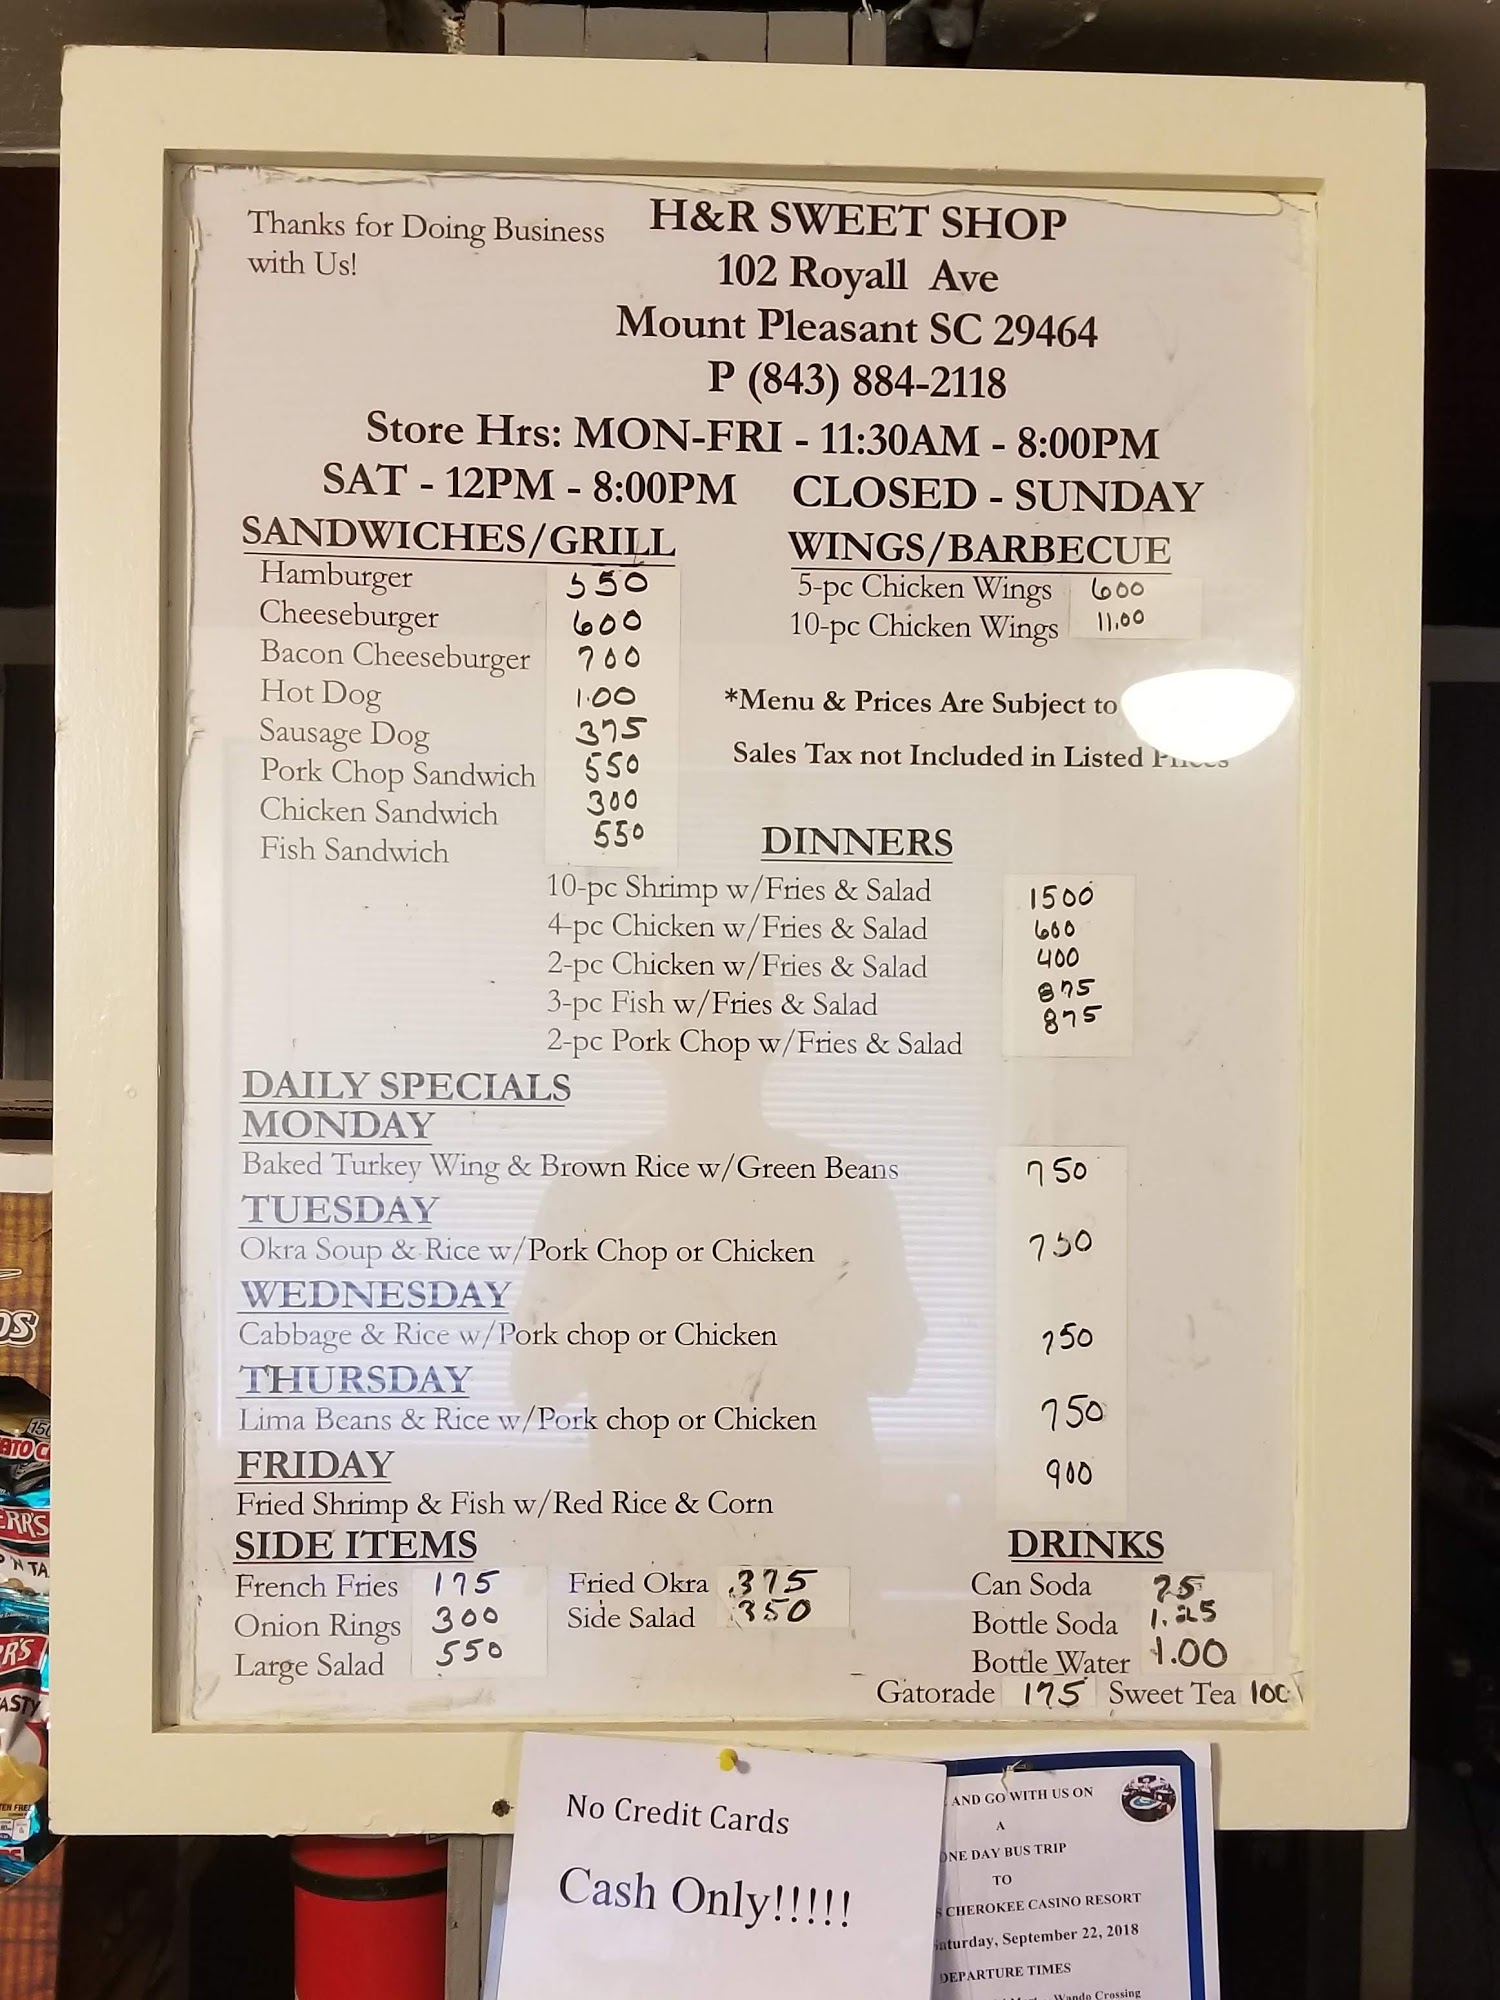 Thanks for Doing Business
with Us!
H&R SWEET SHOP
102 Royall Ave
Mount Pleasant SC 29464
P (843) 884-2118
Store Hrs: MON-FRI - 11:30AM - 8:00PM
SAT - 12PM - 8:00PM CLOSED - SUNDAY
SANDWICHES/GRILL
Hamburger 550
Cheeseburger 600
Bacon Cheeseburger 700
Hot Dog 1.00
Sausage Dog 375
Pork Chop Sandwich 550
Chicken Sandwich 300
Fish Sandwich 550
WINGS/BARBECUE
5-pc Chicken Wings 600
10-pc Chicken Wings 11.00
*Menu & Prices Are Subject to
Sales Tax not Included in Listed Prices
DINNERS
10-pc Shrimp w/Fries & Salad 1500
4-pc Chicken w/Fries & Salad 600
2-pc Chicken w/Fries & Salad 400
3-pc Fish w/Fries & Salad 875
2-pc Pork Chop w/Fries & Salad 875
DAILY SPECIALS
MONDAY
Baked Turkey Wing & Brown Rice w/Green Beans 750
TUESDAY
Okra Soup & Rice w/Pork Chop or Chicken 750
WEDNESDAY
Cabbage & Rice w/Pork chop or Chicken 750
THURSDAY
Lima Beans & Rice w/Pork chop or Chicken 750
FRIDAY
Fried Shrimp & Fish w/Red Rice & Corn 900
SIDE ITEMS
French Fries 175
Onion Rings 300
Large Salad 550
Fried Okra .375
Side Salad .350
DRINKS
Can Soda 75
Bottle Soda 1.25
Bottle Water 1.00
Gatorade 175 Sweet Tea 100
No Credit Cards
Cash Only!!!!!
AND GO WITH US ON
A
ONE DAY BUS TRIP
TO
CHEROKEE CASINO RESORT
Saturday, September 22, 2018
DEPARTURE TIMES
Wando Crossing